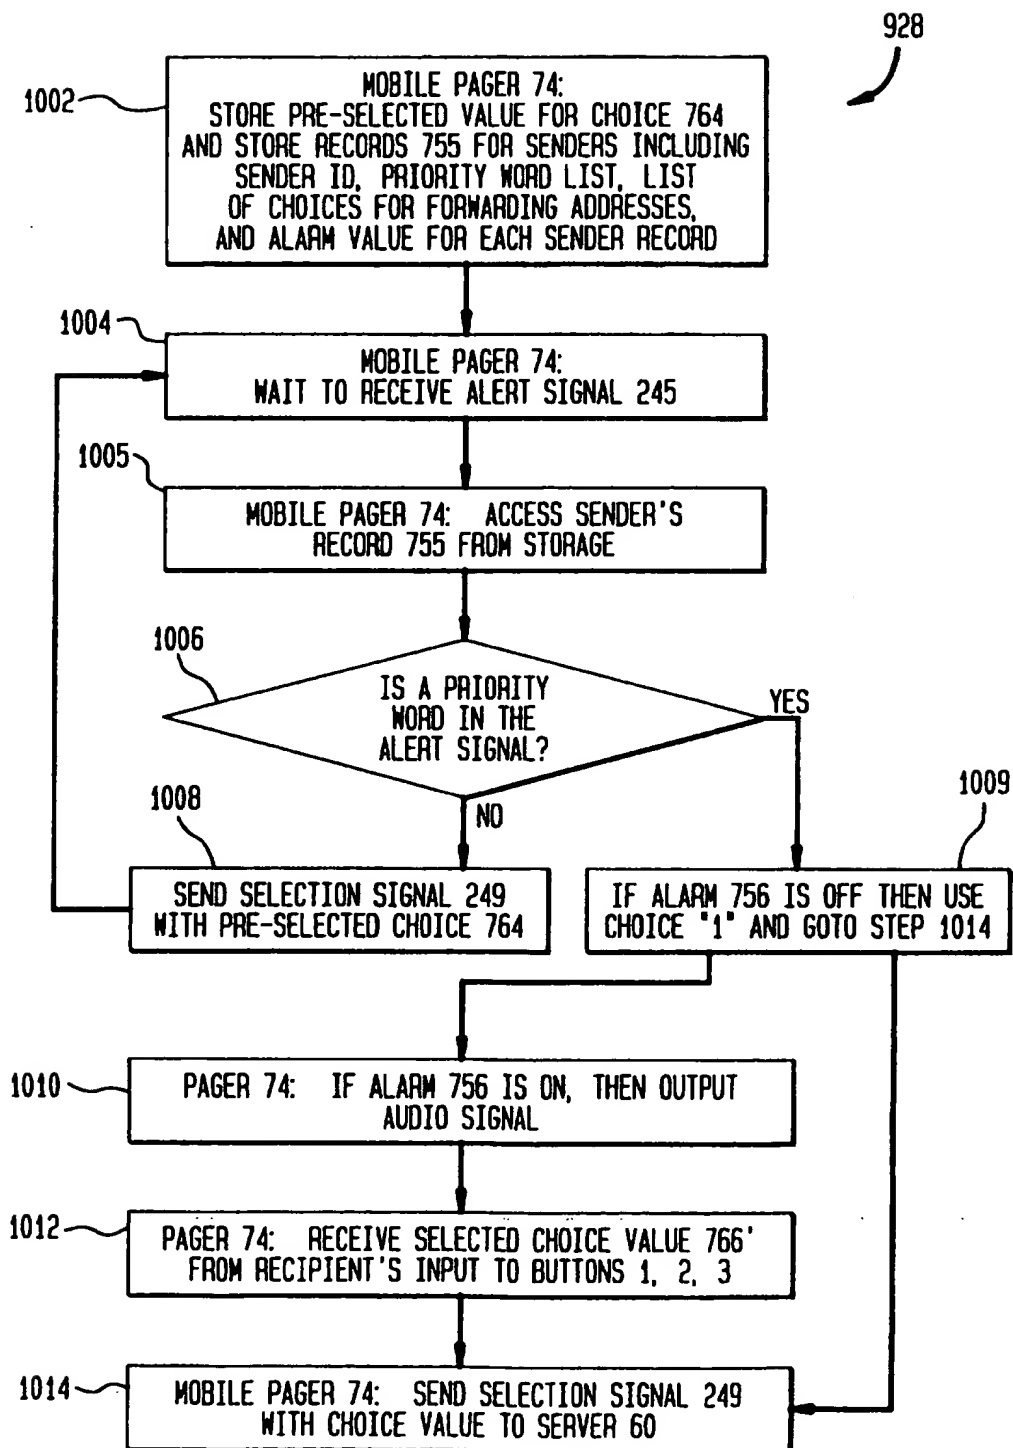 928
1002
MOBILE PAGER 74:
STORE PRE-SELECTED VALUE FOR CHOICE 764
AND STORE RECORDS 755 FOR SENDERS INCLUDING
SENDER ID, PRIORITY WORD LIST, LIST
OF CHOICES FOR FORWARDING ADDRESSES,
AND ALARM VALUE FOR EACH SENDER RECORD
1004
MOBILE PAGER 74:
WAIT TO RECEIVE ALERT SIGNAL 245
1005
MOBILE PAGER 74: ACCESS SENDER'S
RECORD 755 FROM STORAGE
1006
IS A PRIORITY
WORD IN THE
ALERT SIGNAL?
YES
NO
1008
SEND SELECTION SIGNAL 249
WITH PRE-SELECTED CHOICE 764
1009
IF ALARM 756 IS OFF THEN USE
CHOICE "1" AND GOTO STEP 1014
1010
PAGER 74: IF ALARM 756 IS ON, THEN OUTPUT
AUDIO SIGNAL
1012
PAGER 74: RECEIVE SELECTED CHOICE VALUE 766'
FROM RECIPIENT'S INPUT TO BUTTONS 1, 2, 3
1014
MOBILE PAGER 74: SEND SELECTION SIGNAL 249
WITH CHOICE VALUE TO SERVER 60